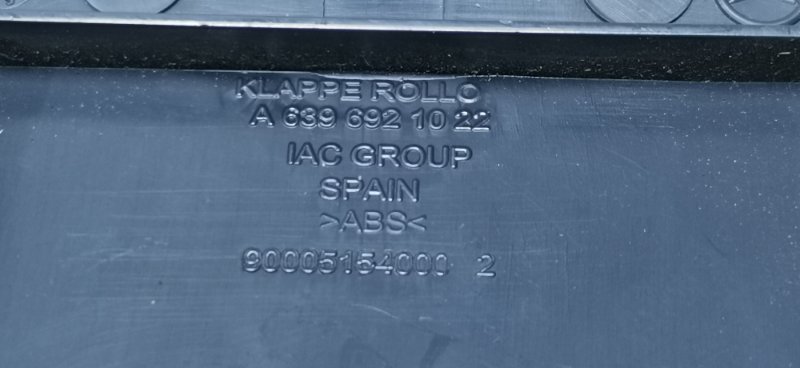 KLAPPE ROLLO
A 639 692 10 22
IAC GROUP
SPAIN
>ABS<
90005154000 2